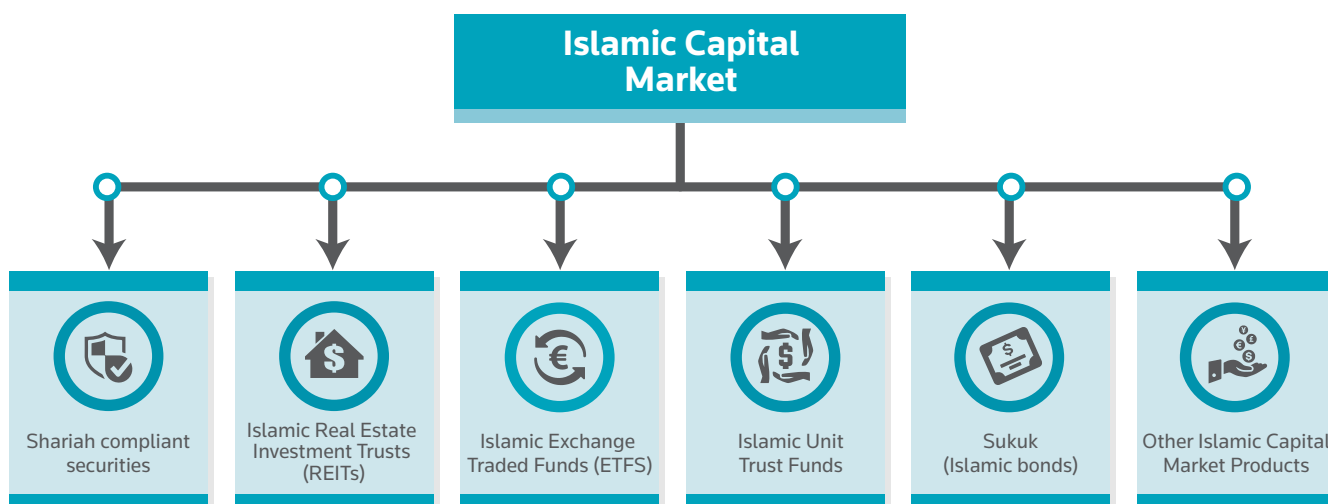 Islamic Capital
Market
Shariah compliant
securities
Islamic Real Estate
Investment Trusts
(REITs)
Islamic Exchange
Traded Funds (ETFS)
Islamic Unit
Trust Funds
Sukuk
(Islamic bonds)
Other Islamic Capital
Market Products